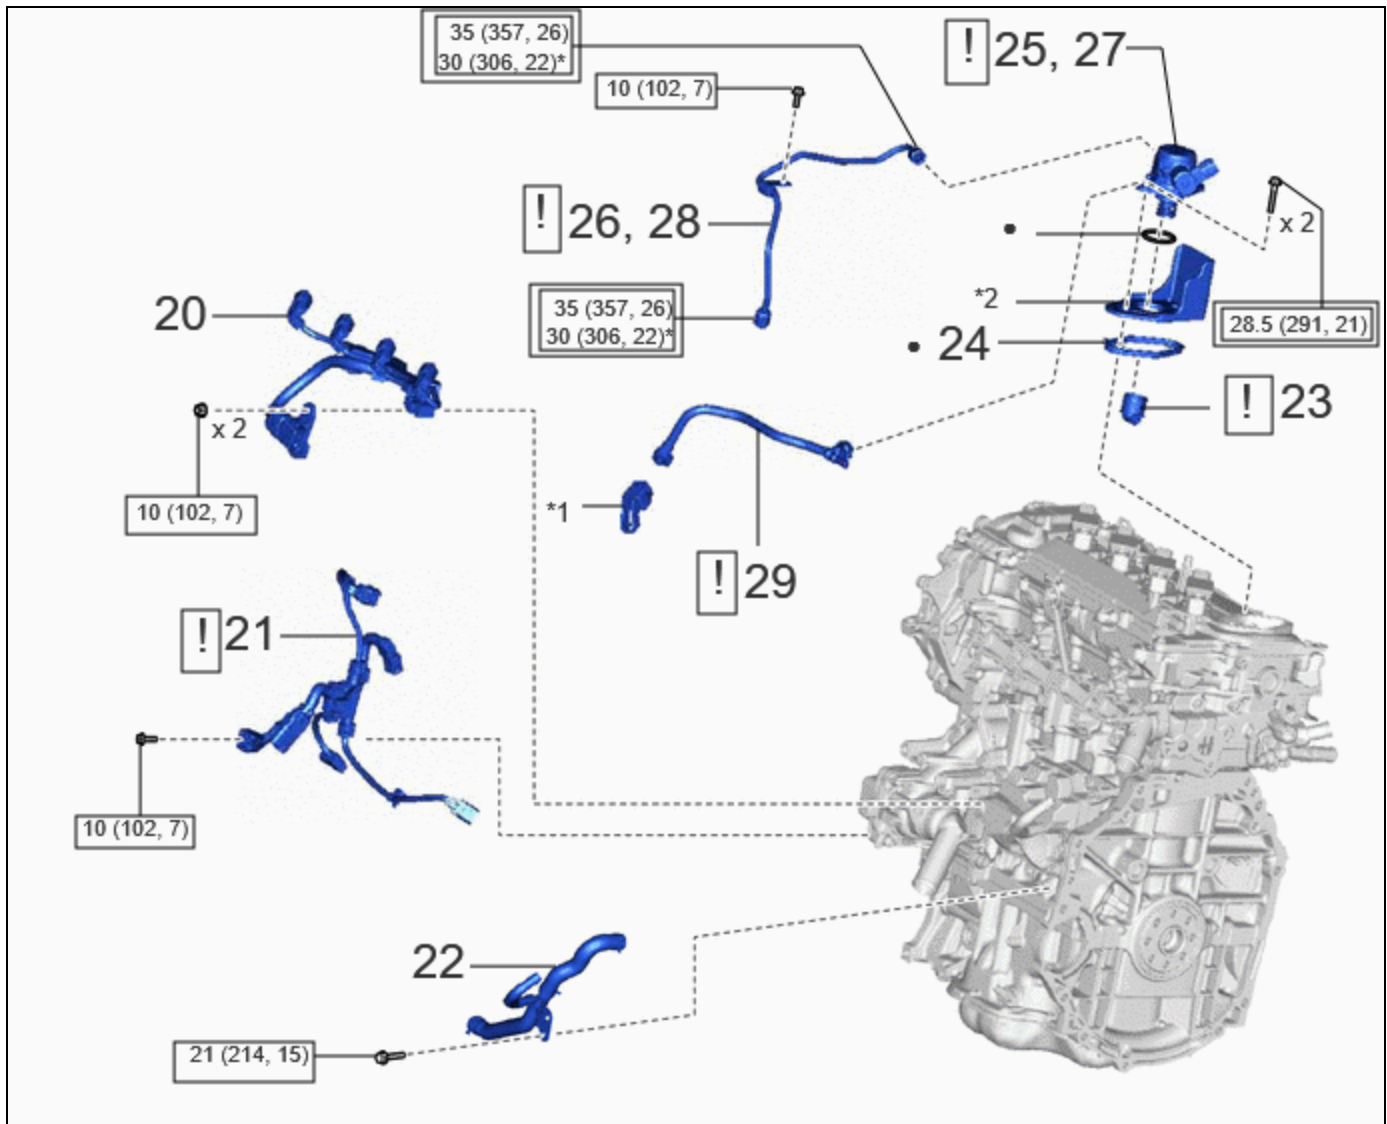 35 (357, 26)
30 (306, 22)*
! 25, 27
10 (102, 7)
! 26, 28
x 2
*2
35 (357, 26)
30 (306, 22)*
28.5 (291, 21)
20
• 24
! 23
x 2
10 (102, 7)
*1
! 29
! 21
10 (102, 7)
22
21 (214, 15)